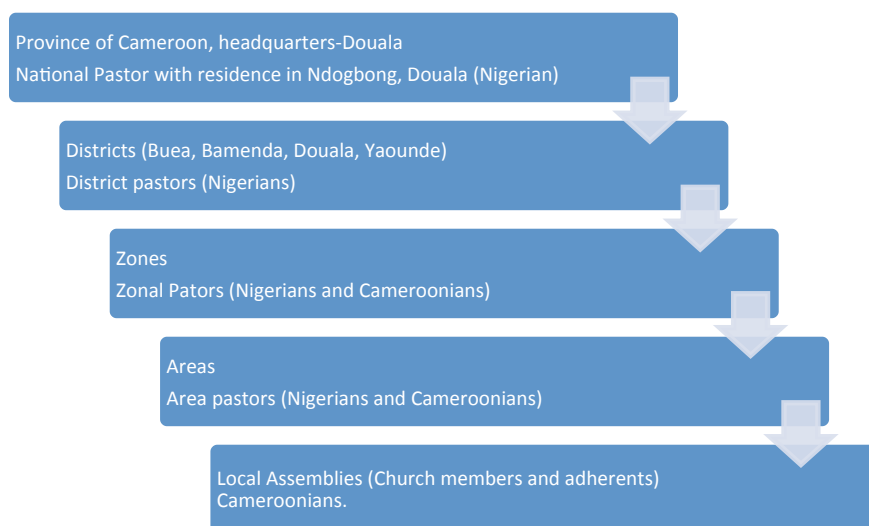 Province of Cameroon, headquarters-Douala
National Pastor with residence in Ndogbong, Douala (Nigerian)
Districts (Buea, Bamenda, Douala, Yaounde)
District pastors (Nigerians)
Zones
Zonal Pators (Nigerians and Cameroonians)
Areas
Area pastors (Nigerians and Cameroonians)
Local Assemblies (Church members and adherents)
Cameroonians.